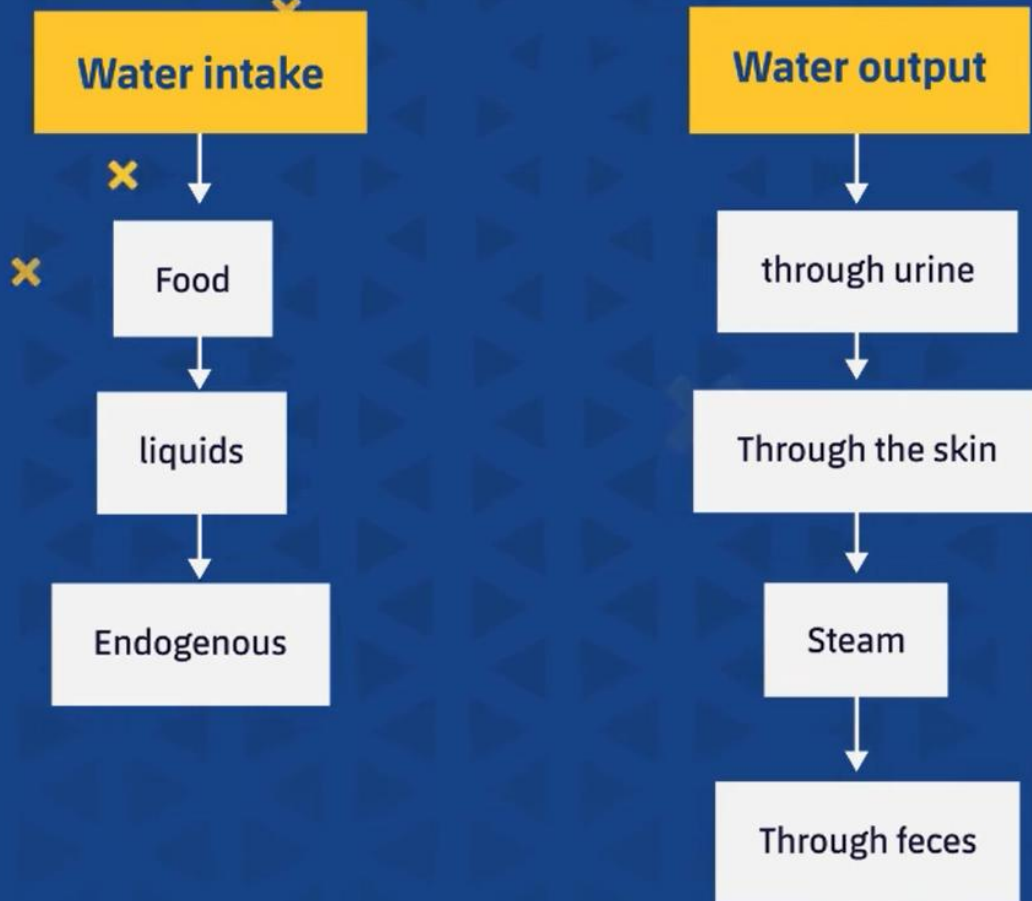 Water intake
Food
liquids
Endogenous
Water output
through urine
Through the skin
Steam
Through feces